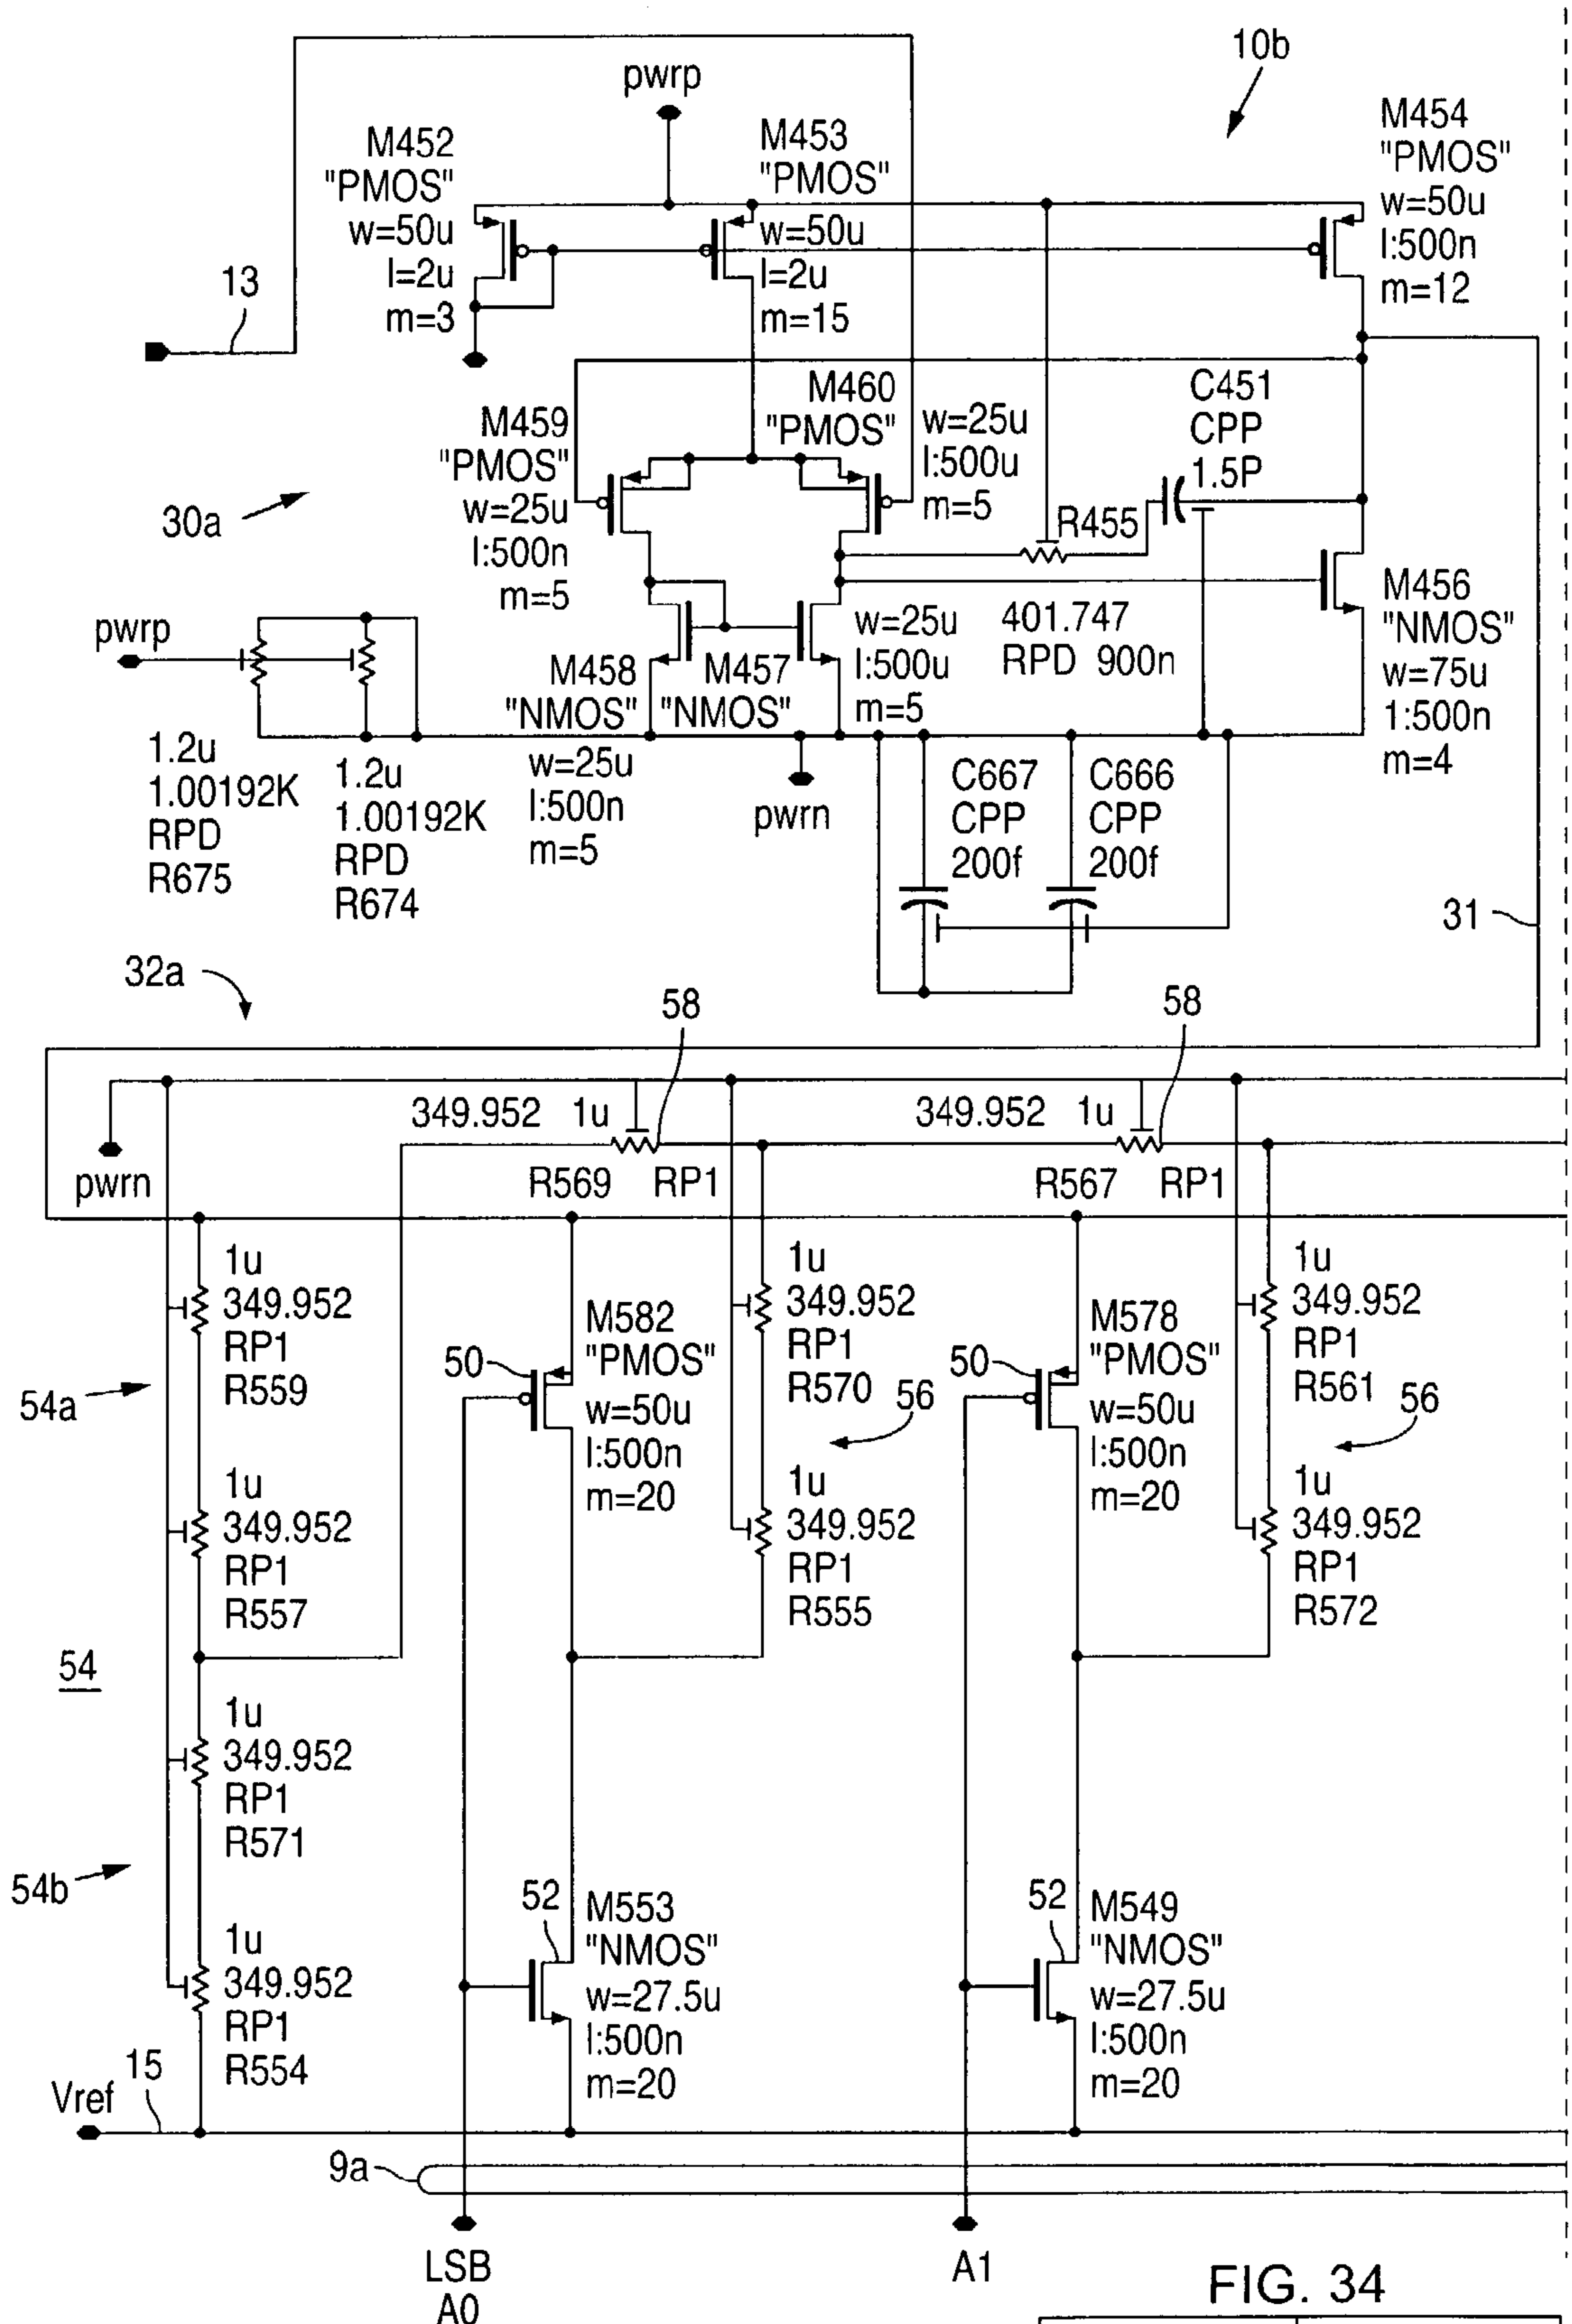 10b
pwrp
M452
"PMOS"
w=50u
l=2u
m=3
M453
"PMOS"
w=50u
l=2u
m=15
M454
"PMOS"
w=50u
l:500n
m=12
13
M459
"PMOS"
w=25u
l:500n
m=5
M460
"PMOS"
w=25u
l:500u
m=5
C451
CPP
1.5P
30a
R455
401.747
RPD 900n
M456
"NMOS"
w=75u
1:500n
m=4
pwrp
M458
"NMOS"
w=25u
l:500n
m=5
M457
"NMOS"
w=25u
l:500u
m=5
1.2u
1.00192K
RPD
R675
1.2u
1.00192K
RPD
R674
pwrn
C667
CPP
200f
C666
CPP
200f
31
32a
58
58
349.952 1u
R569 RP1
349.952 1u
R567 RP1
pwrn
1u
349.952
RP1
R559
54a
50
M582
"PMOS"
w=50u
l:500n
m=20
1u
349.952
RP1
R570
56
50
M578
"PMOS"
w=50u
l:500n
m=20
1u
349.952
RP1
R561
56
1u
349.952
RP1
R557
1u
349.952
RP1
R555
1u
349.952
RP1
R572
54
1u
349.952
RP1
R571
54b
1u
349.952
RP1
R554
52
M553
"NMOS"
w=27.5u
l:500n
m=20
52
M549
"NMOS"
w=27.5u
l:500n
m=20
Vref
15
9a
LSB
A0
A1
FIG. 34